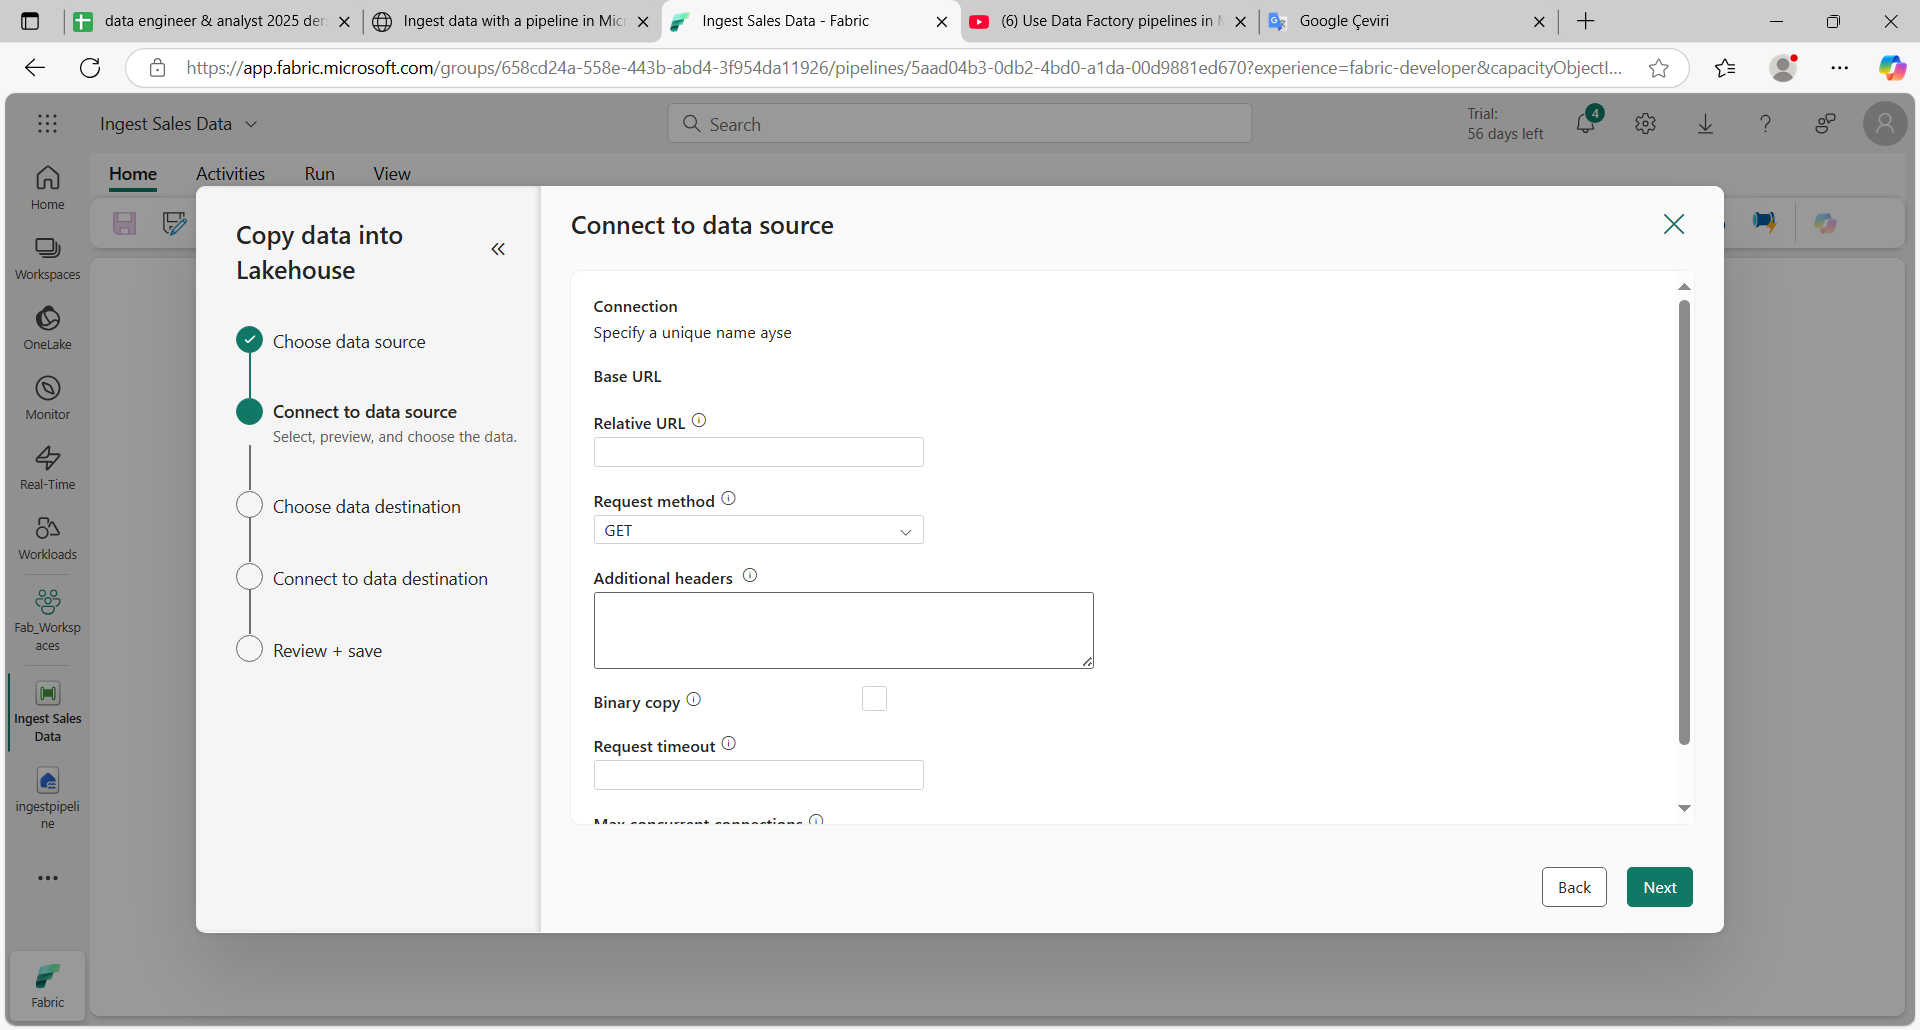 data engineer & analyst 2025 der
Ingest data with a pipeline in Micr
Ingest Sales Data - Fabric
(6) Use Data Factory pipelines in M
Google Çeviri
https://app.fabric.microsoft.com/groups/658cd24a-558e-443b-abd4-3f954da11926/pipelines/5aad04b3-0db2-4bd0-a1da-00d9881ed670?experience=fabric-developer&capacityObjectI...
Ingest Sales Data
Search
Trial:
56 days left
4
Home
Activities
Run
View
Home
Workspaces
OneLake
Monitor
Real-Time
Workloads
Fab_Worksp
aces
Ingest Sales
Data
ingestpipeli
ne
Fabric
Copy data into
Lakehouse
Choose data source
Connect to data source
Select, preview, and choose the data.
Choose data destination
Connect to data destination
Review + save
Connect to data source
Connection
Specify a unique name ayse
Base URL
Relative URL
Request method
GET
Additional headers
Binary copy
Request timeout
Max concurrent connections
Back
Next